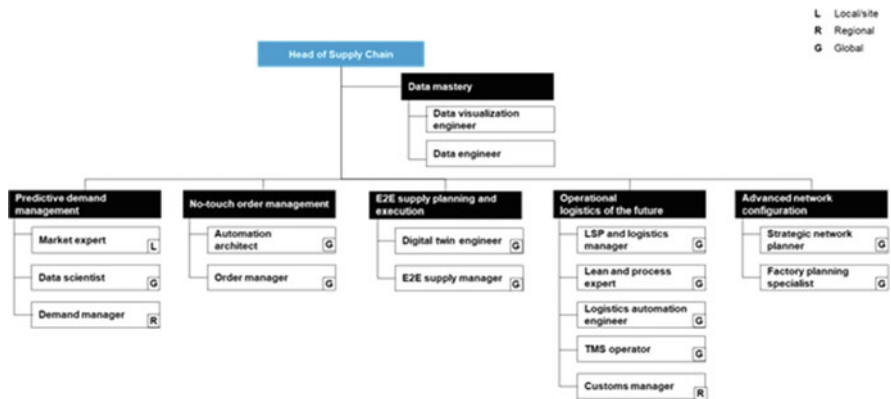 L Local/site
R Regional
G Global
Head of Supply Chain
Data mastery
Data visualization
engineer
Data engineer
Predictive demand
management
Market expert
L
Data scientist
G
Demand manager
R
No-touch order management
Automation
architect
G
Order manager
G
E2E supply planning and
execution
Digital twin engineer
G
E2E supply manager
G
Operational
logistics of the future
LSP and logistics
manager
G
Lean and process
expert
G
Logistics automation
engineer
G
TMS operator
G
Customs manager
R
Advanced network
configuration
Strategic network
planner
G
Factory planning
specialist
G